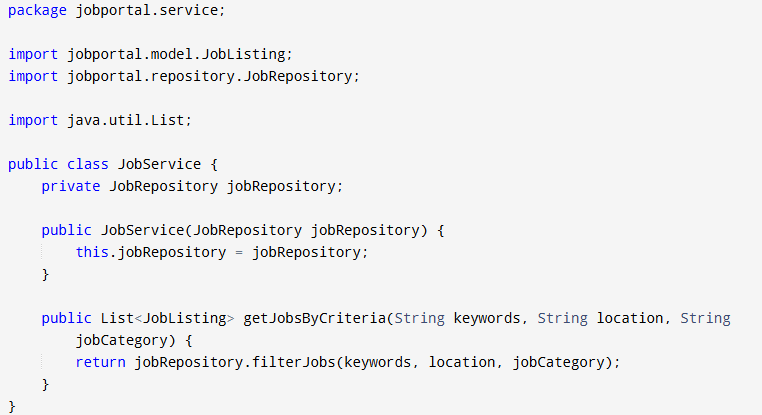 package jobportal.service;

import jobportal.model.JobListing;
import jobportal.repository.JobRepository;

import java.util.List;

public class JobService {
    private JobRepository jobRepository;

    public JobService(JobRepository jobRepository) {
        this.jobRepository = jobRepository;
    }

    public List<JobListing> getJobsByCriteria(String keywords, String location, String
        jobCategory) {
        return jobRepository.filterJobs(keywords, location, jobCategory);
    }
}